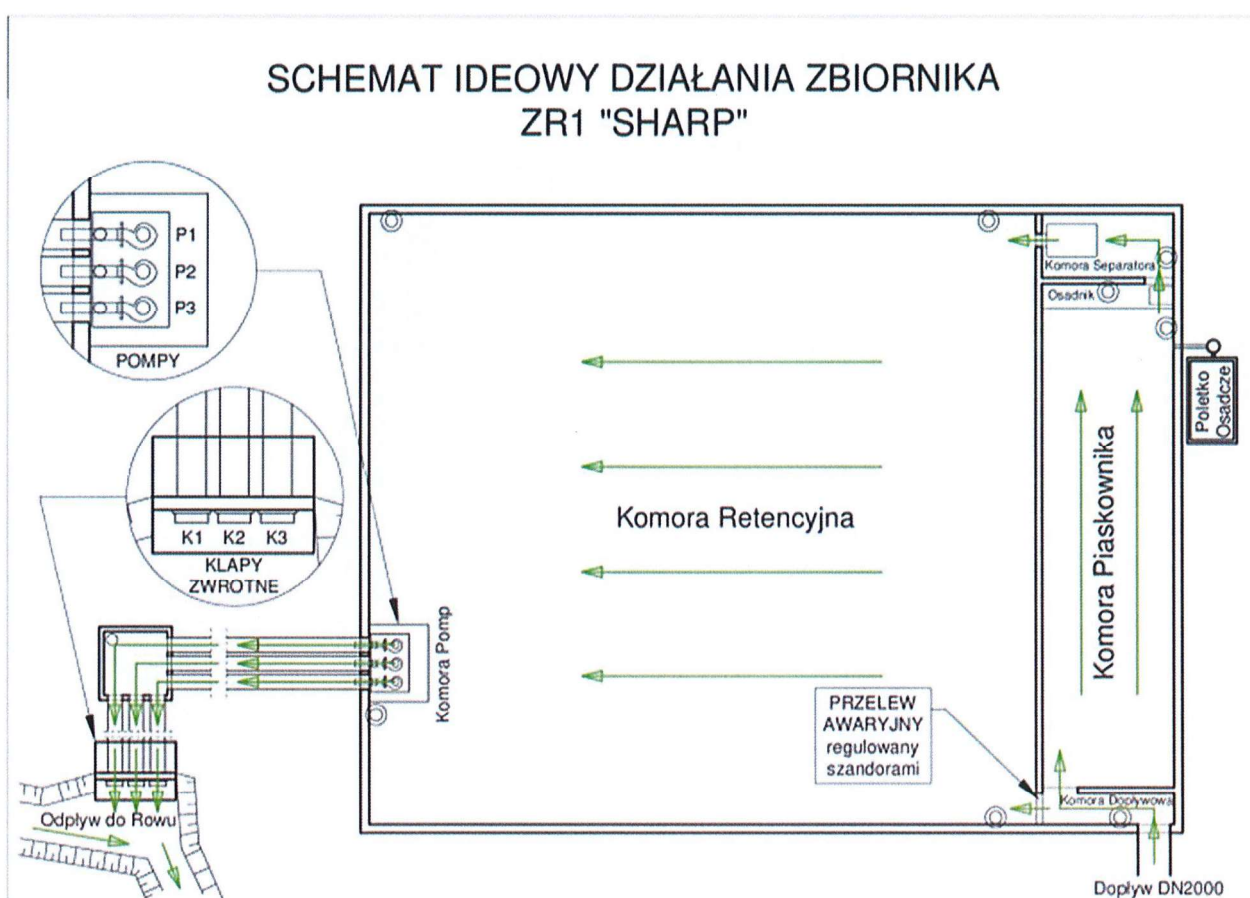 SCHEMAT IDEOWY DZIAŁANIA ZBIORNIKA
ZR1 "SHARP"
P1
P2
P3
POMPY
K1 K2 K3
KLAPY
ZWROTNE
Komora Separatora
Osadnik
Poletko
Osadcze
Komora Piaskownika
Komora Retencyjna
Komora Pomp
PRZELEW
AWARYJNY
regulowany
szandorami
Komora Dopływowa
Odpływ do Rowu
Dopływ DN2000